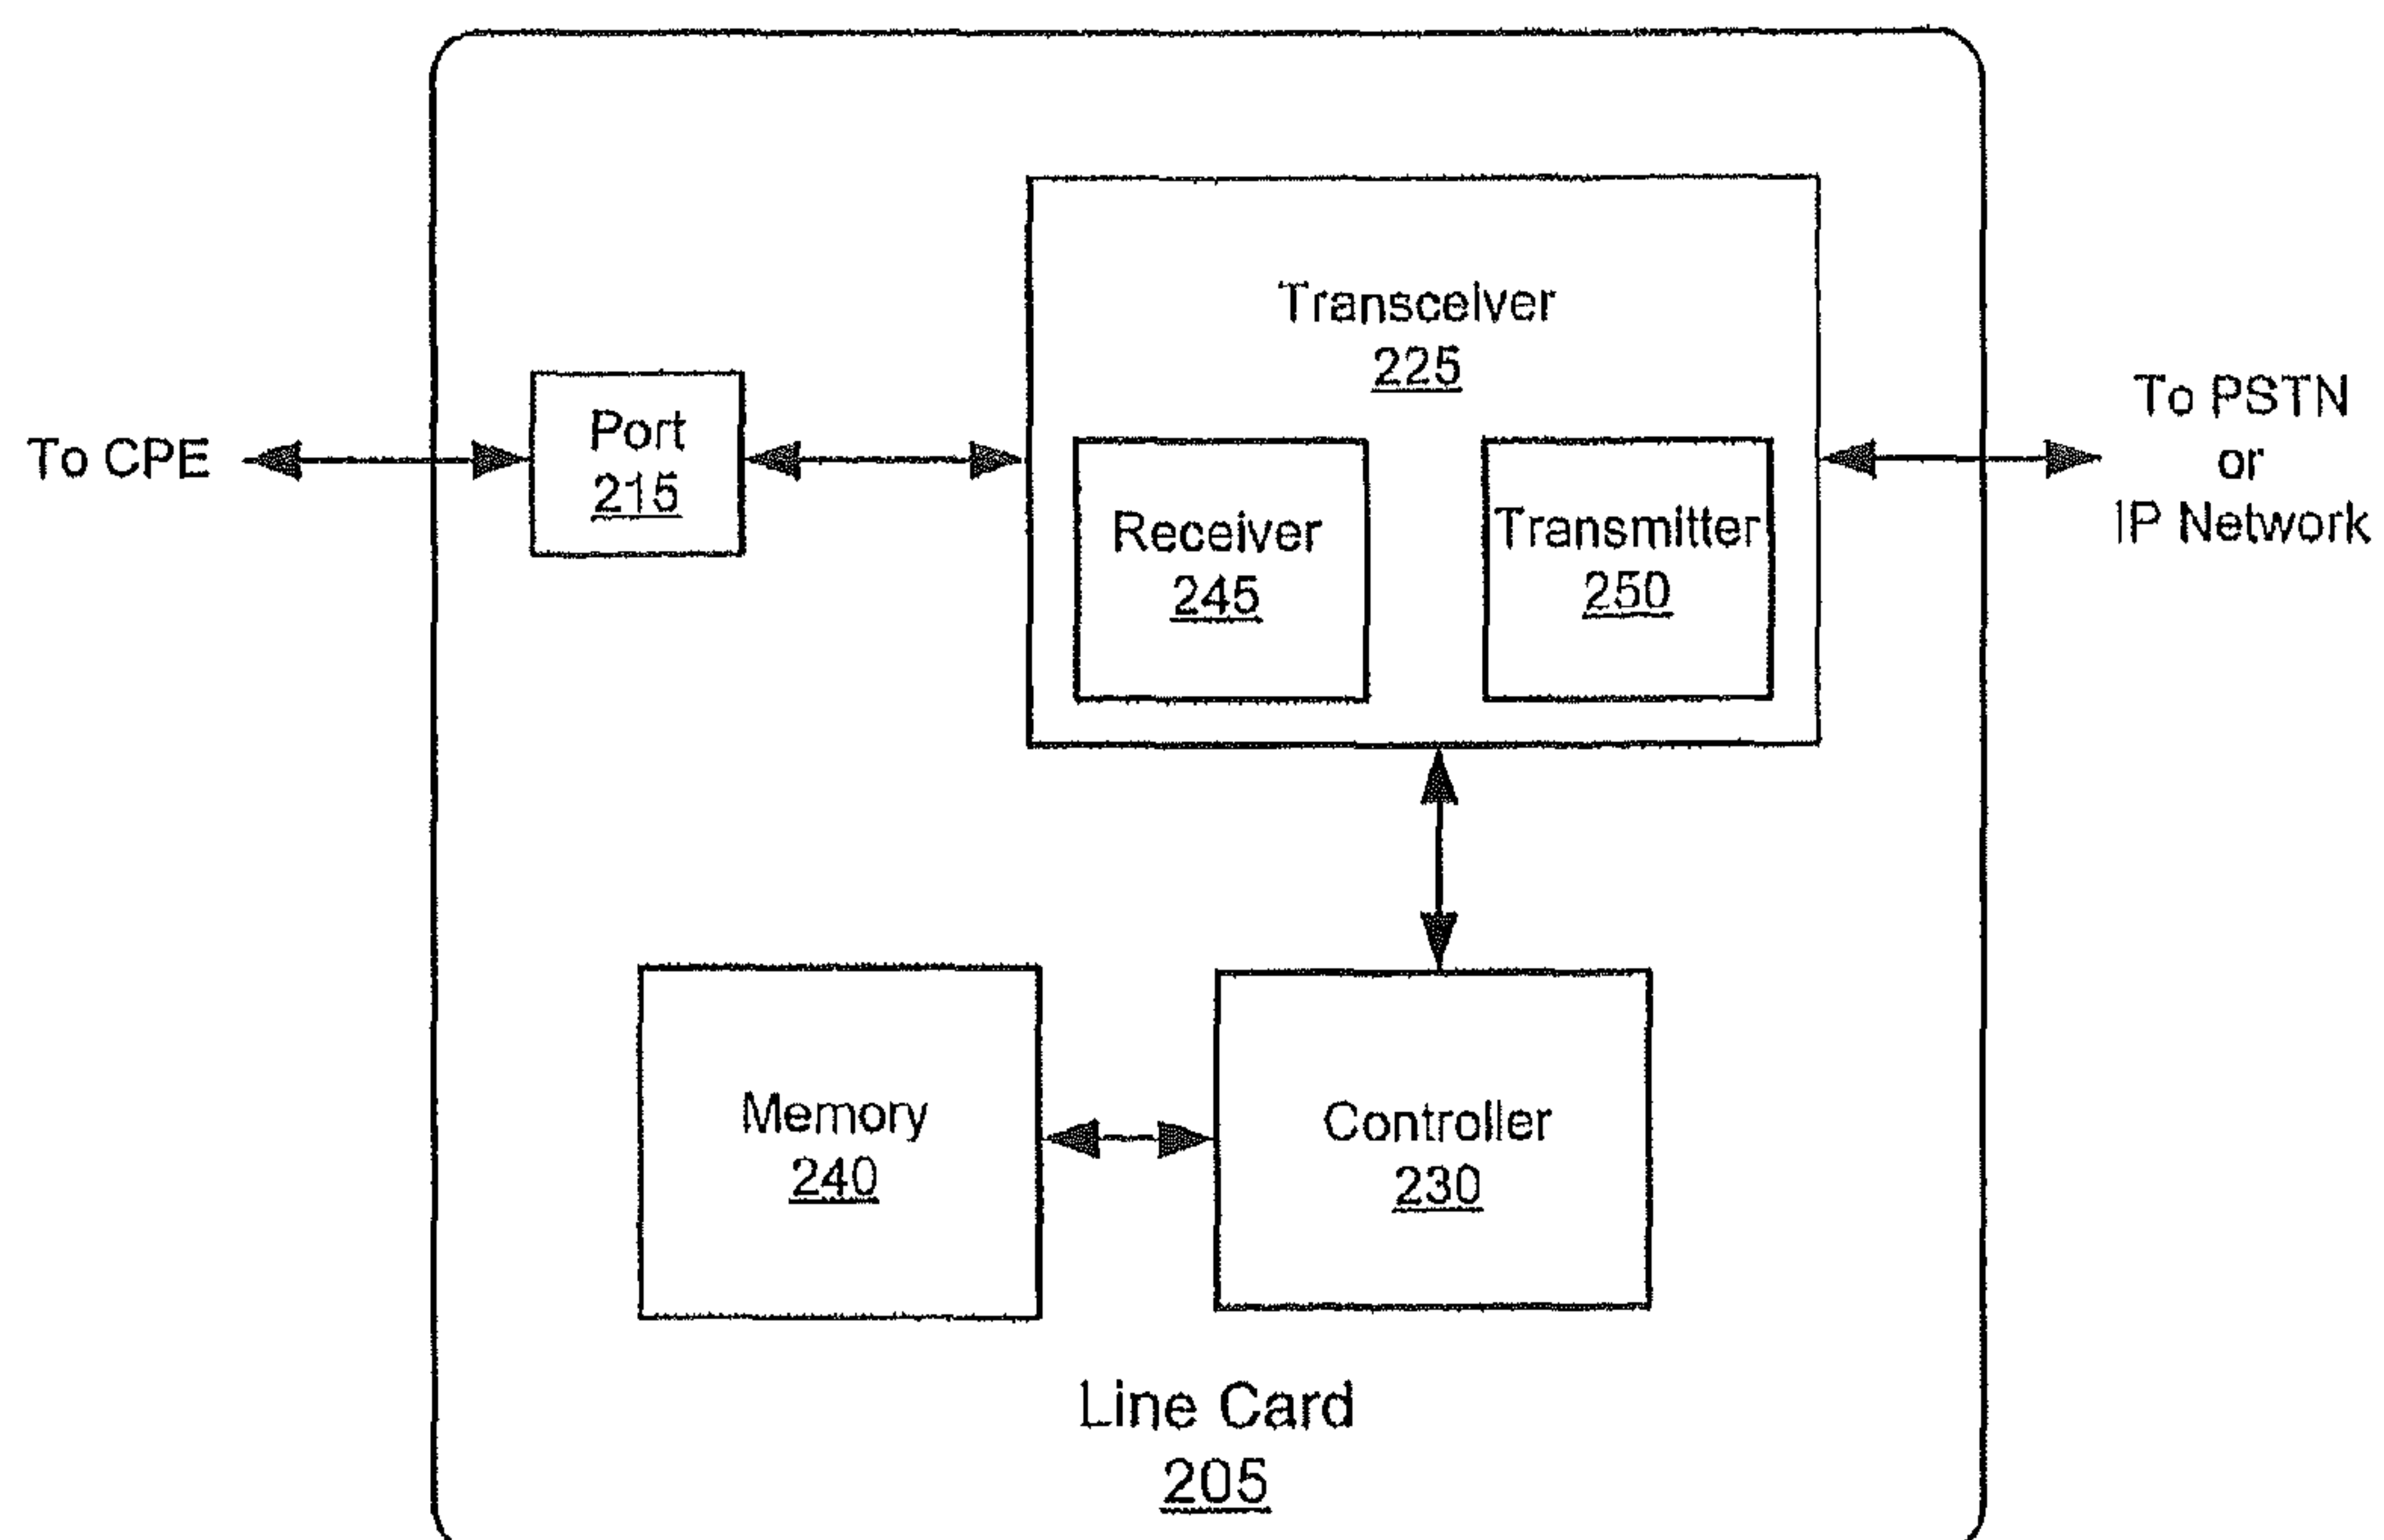 Transceiver
225
To CPE
Port
215
Receiver
245
Transmitter
250
To PSTN
or
IP Network
Memory
240
Controller
230
Line Card
205